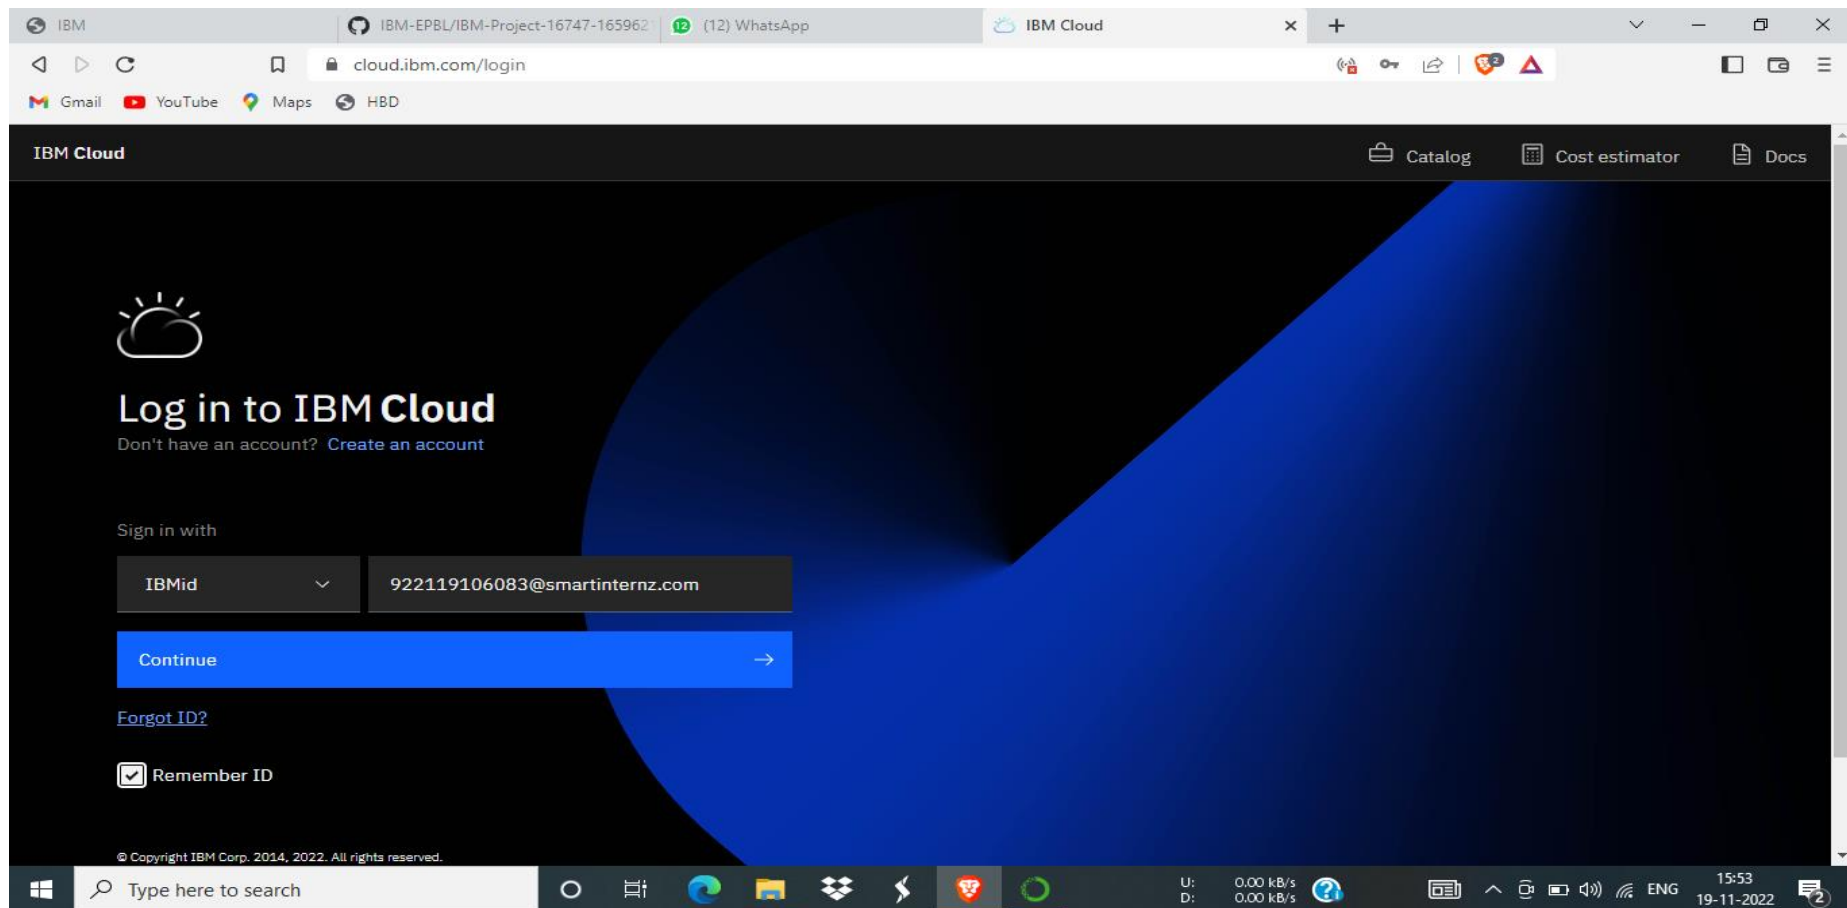 IBM
IBM-EPBL/IBM-Project-16747-165962
12 (12) WhatsApp
IBM Cloud
cloud.ibm.com/login
2
Gmail YouTube Maps HBD
IBM Cloud
Catalog Cost estimator Docs
Log in to IBM Cloud
Don't have an account? Create an account
Sign in with
IBMid 922119106083@smartinternz.com
Continue
Forgot ID?
Remember ID
© Copyright IBM Corp. 2014, 2022. All rights reserved.
Type here to search
U: 0.00 kB/s
D: 0.00 kB/s
ENG
15:53
19-11-2022
2